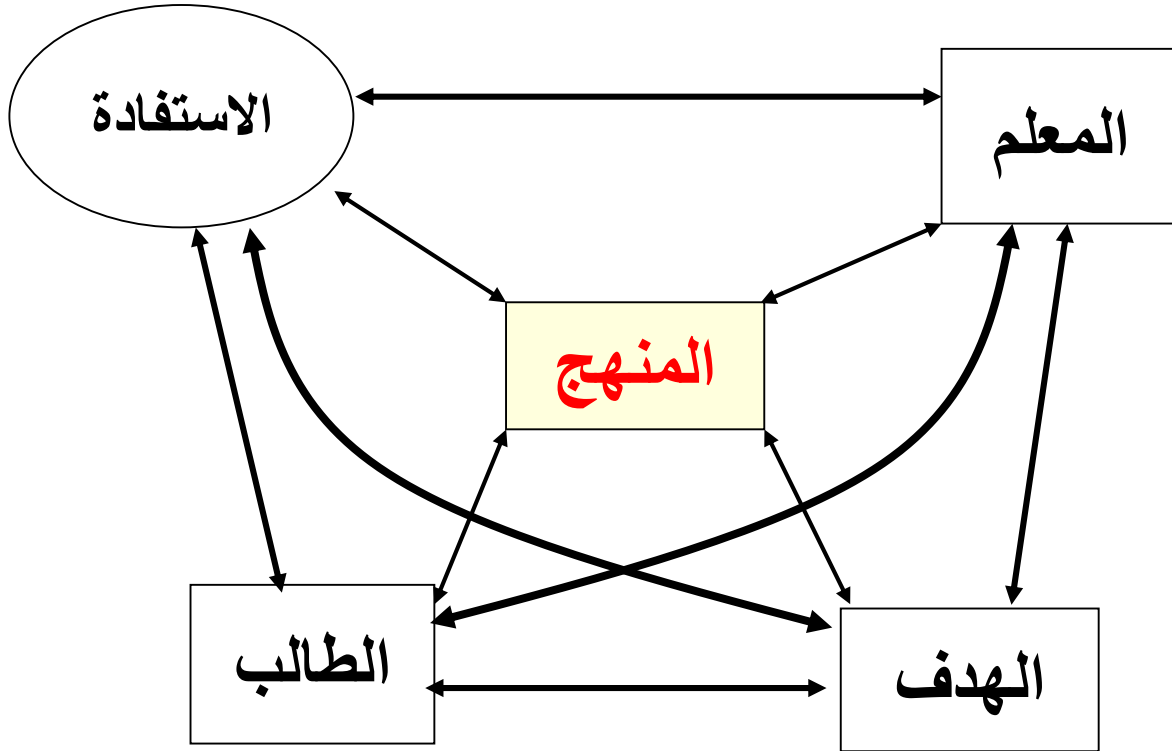 المعلم
الاستفادة
المنهج
الهدف
الطالب